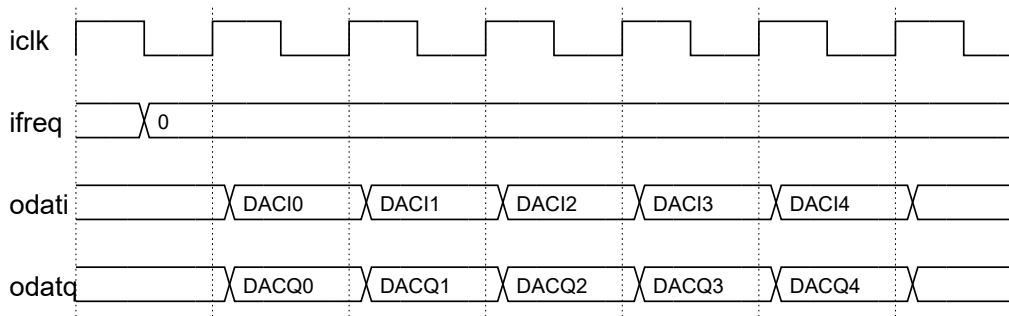 iclk
ifreq 0
odati DACI0 DACI1 DACI2 DACI3 DACI4
odatq DACQ0 DACQ1 DACQ2 DACQ3 DACQ4